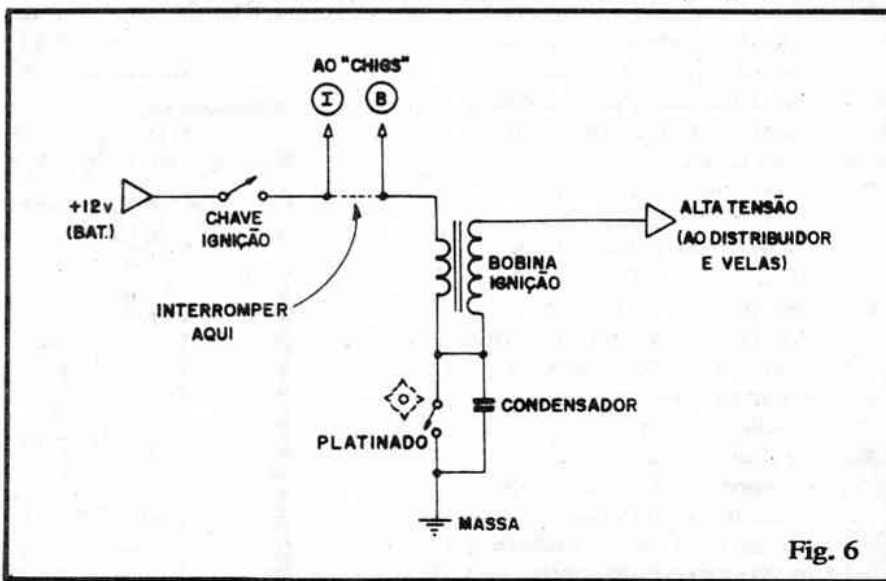 AO "CHIGS"
I B
+12v
(BAT.)
CHAVE
IGNIÇÃO
ALTA TENSÃO
(AO DISTRIBUIDOR
E VELAS)
BOBINA
IGNIÇÃO
INTERROMPER
AQUI
PLATINADO
CONDENSADOR
MASSA
Fig. 6